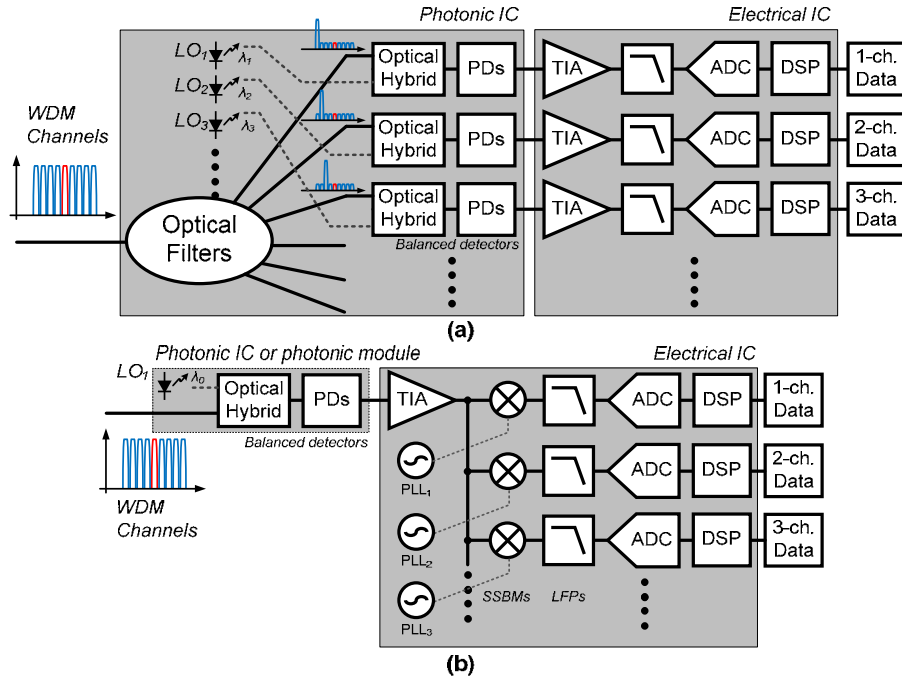 Photonic IC
Electrical IC
LO1
λ1
LO2
λ2
LO3
λ3
WDM
Channels
Optical
Filters
Optical
Hybrid
PDs
TIA
ADC
DSP
1-ch.
Data
Optical
Hybrid
PDs
TIA
ADC
DSP
2-ch.
Data
Optical
Hybrid
PDs
TIA
ADC
DSP
3-ch.
Data
Balanced detectors
(a)
Photonic IC or photonic module
Electrical IC
LO1
λ0
Optical
Hybrid
PDs
Balanced detectors
WDM
Channels
TIA
ADC
DSP
1-ch.
Data
PLL1
ADC
DSP
2-ch.
Data
PLL2
ADC
DSP
3-ch.
Data
PLL3
SSBMs
LFPs
(b)